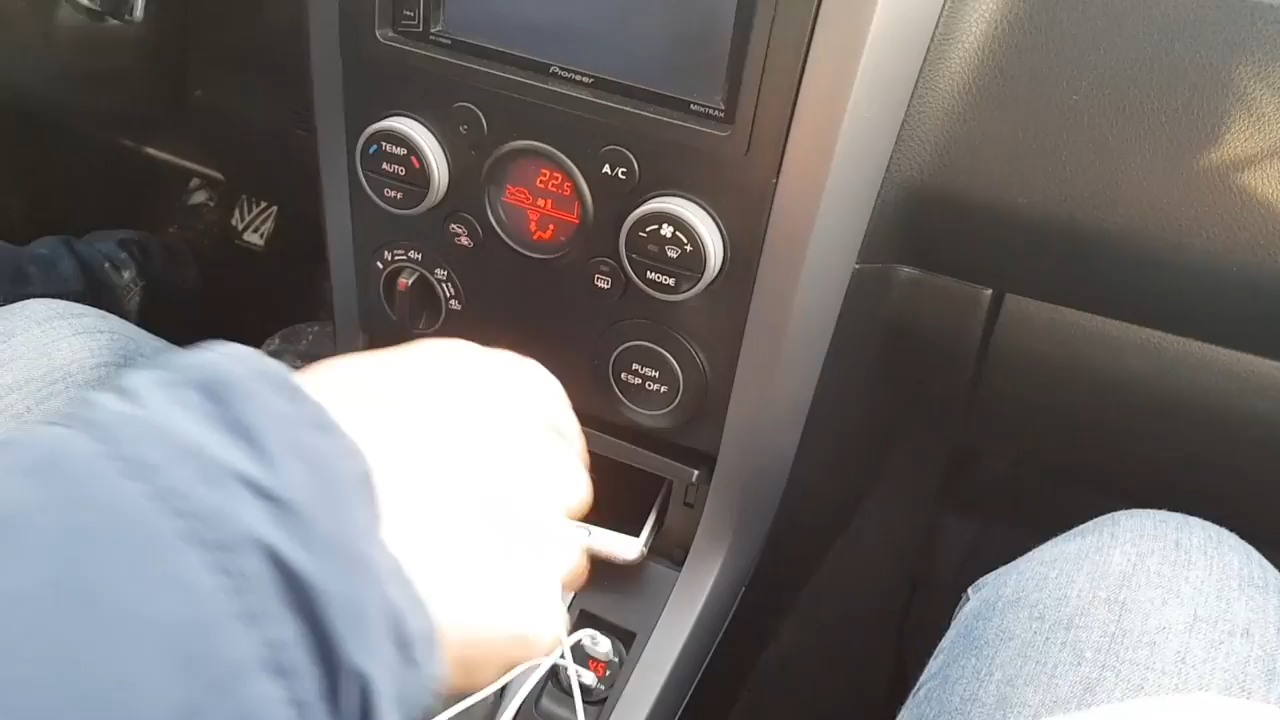 Pioneer
MIXTRAX
TEMP
AUTO
OFF
22.5
A/C
MODE
N
4H
4H
LOCK
4L
LOCK
PUSH
ESP OFF